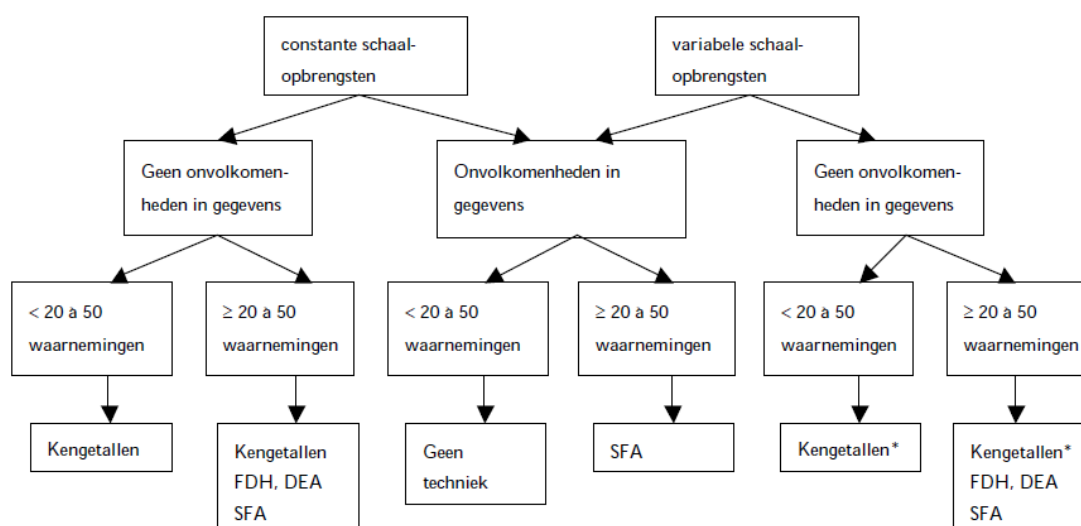 constante schaal-
opbrengsten
variabele schaal-
opbrengsten
Geen onvolkomen-
heden in gegevens
Onvolkomenheden in
gegevens
Geen onvolkomen-
heden in gegevens
< 20 à 50
waarnemingen
≥ 20 à 50
waarnemingen
< 20 à 50
waarnemingen
≥ 20 à 50
waarnemingen
< 20 à 50
waarnemingen
≥ 20 à 50
waarnemingen
Kengetallen
Kengetallen
FDH, DEA
SFA
Geen
techniek
SFA
Kengetallen*
Kengetallen*
FDH, DEA
SFA